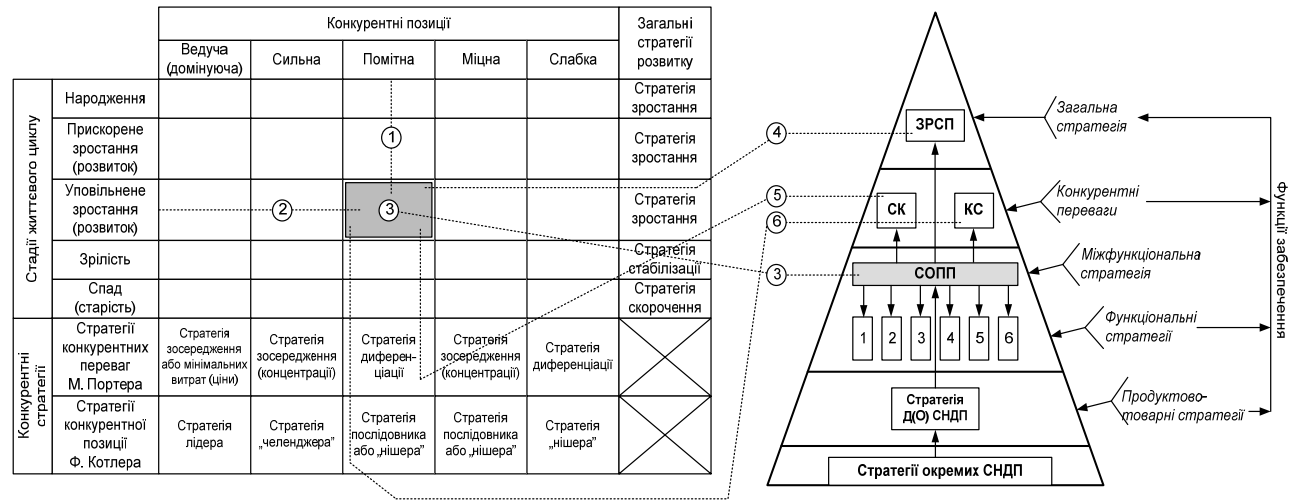 Конкурентні позиції
Загальні
стратегії
розвитку
Ведуча
(домінуюча)
Сильна
Помітна
Міцна
Слабка
Стадії життєвого циклу
Народження
Стратегія
зростання
Прискорене
зростання
(розвиток)
1
Стратегія
зростання
Уповільнене
зростання
(розвиток)
2
3
Стратегія
зростання
Зрілість
Стратегія
стабілізації
Спад
(старість)
Стратегія
скорочення
Конкурентні
стратегії
Стратегії
конкурентних
переваг
М. Портера
Стратегія
зосередження
або мінімальних
витрат (ціни)
Стратегія
зосередження
(концентрації)
Стратегія
диферен-
ціації
Стратегія
зосередження
(концентрації)
Стратегія
диференціації
Стратегії
конкурентної
позиції
Ф. Котлера
Стратегія
лідера
Стратегія
„челенджера”
Стратегія
послідовника
або „нішера”
Стратегія
послідовника
або „нішера”
Стратегія
„нішера”
4
5
6
3
ЗРСП
СК
КС
СОПП
1
2
3
4
5
6
Стратегія
Д(О) СНДП
Стратегії окремих СНДП
Загальна
стратегія
Конкурентні
переваги
Міжфункціональна
стратегія
Функціональні
стратегії
Продуктово-
товарні стратегії
Функції забезпечення